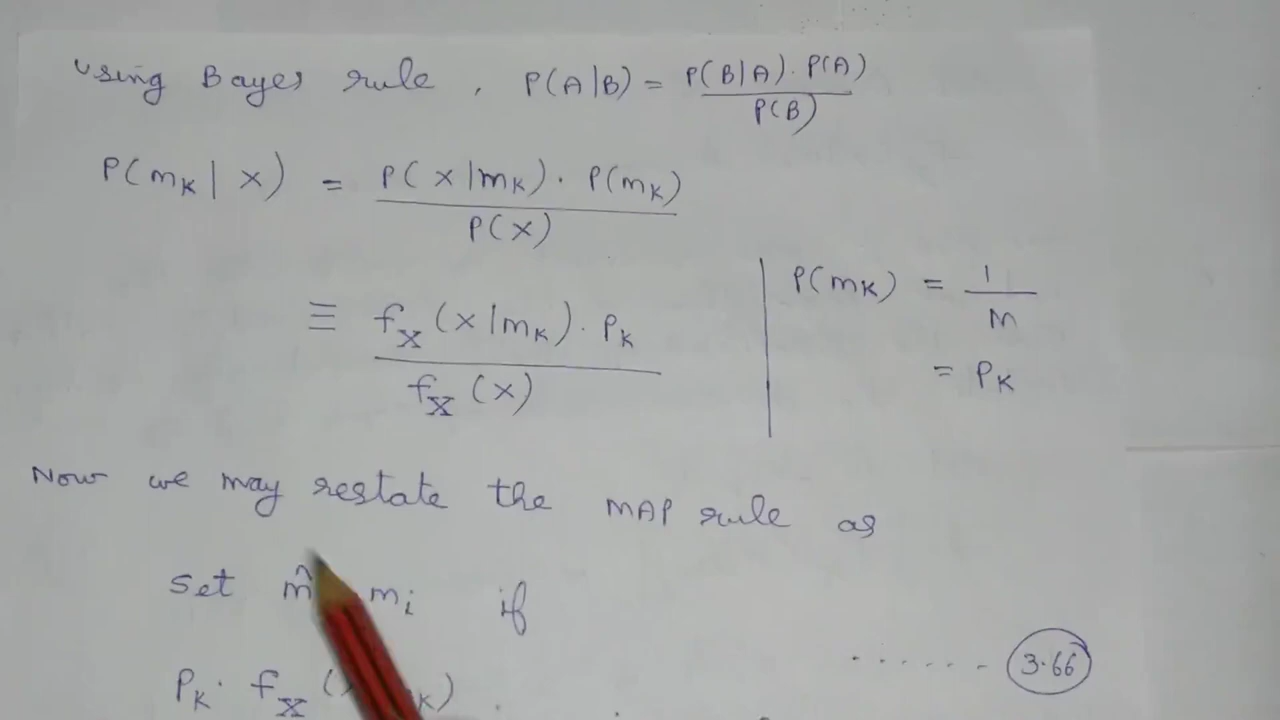 Using Bayes rule , P(A|B) = P(B|A) . P(A) / P(B)
P(mK | x) = P(x|mK) . P(mK) / P(x)
≡ fX (x|mK) . PK / fX (x)
P(mK) = 1 / M
= PK
Now we may restate the MAP rule as
Set m̂ mi if
...... 3.66
PK . fX ( K)